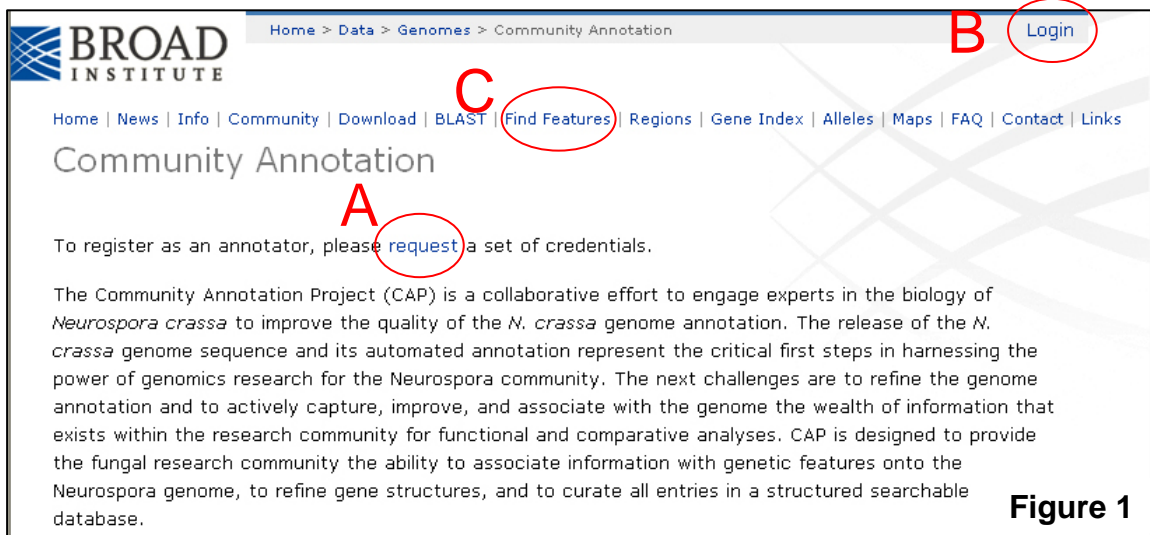 BROAD
INSTITUTE
Home > Data > Genomes > Community Annotation
B
Login
C
Home | News | Info | Community | Download | BLAST | Find Features | Regions | Gene Index | Alleles | Maps | FAQ | Contact | Links
Community Annotation
A
To register as an annotator, please request a set of credentials.
The Community Annotation Project (CAP) is a collaborative effort to engage experts in the biology of
Neurospora crassa to improve the quality of the N. crassa genome annotation. The release of the N.
crassa genome sequence and its automated annotation represent the critical first steps in harnessing the
power of genomics research for the Neurospora community. The next challenges are to refine the genome
annotation and to actively capture, improve, and associate with the genome the wealth of information that
exists within the research community for functional and comparative analyses. CAP is designed to provide
the fungal research community the ability to associate information with genetic features onto the
Neurospora genome, to refine gene structures, and to curate all entries in a structured searchable
database.
Figure 1